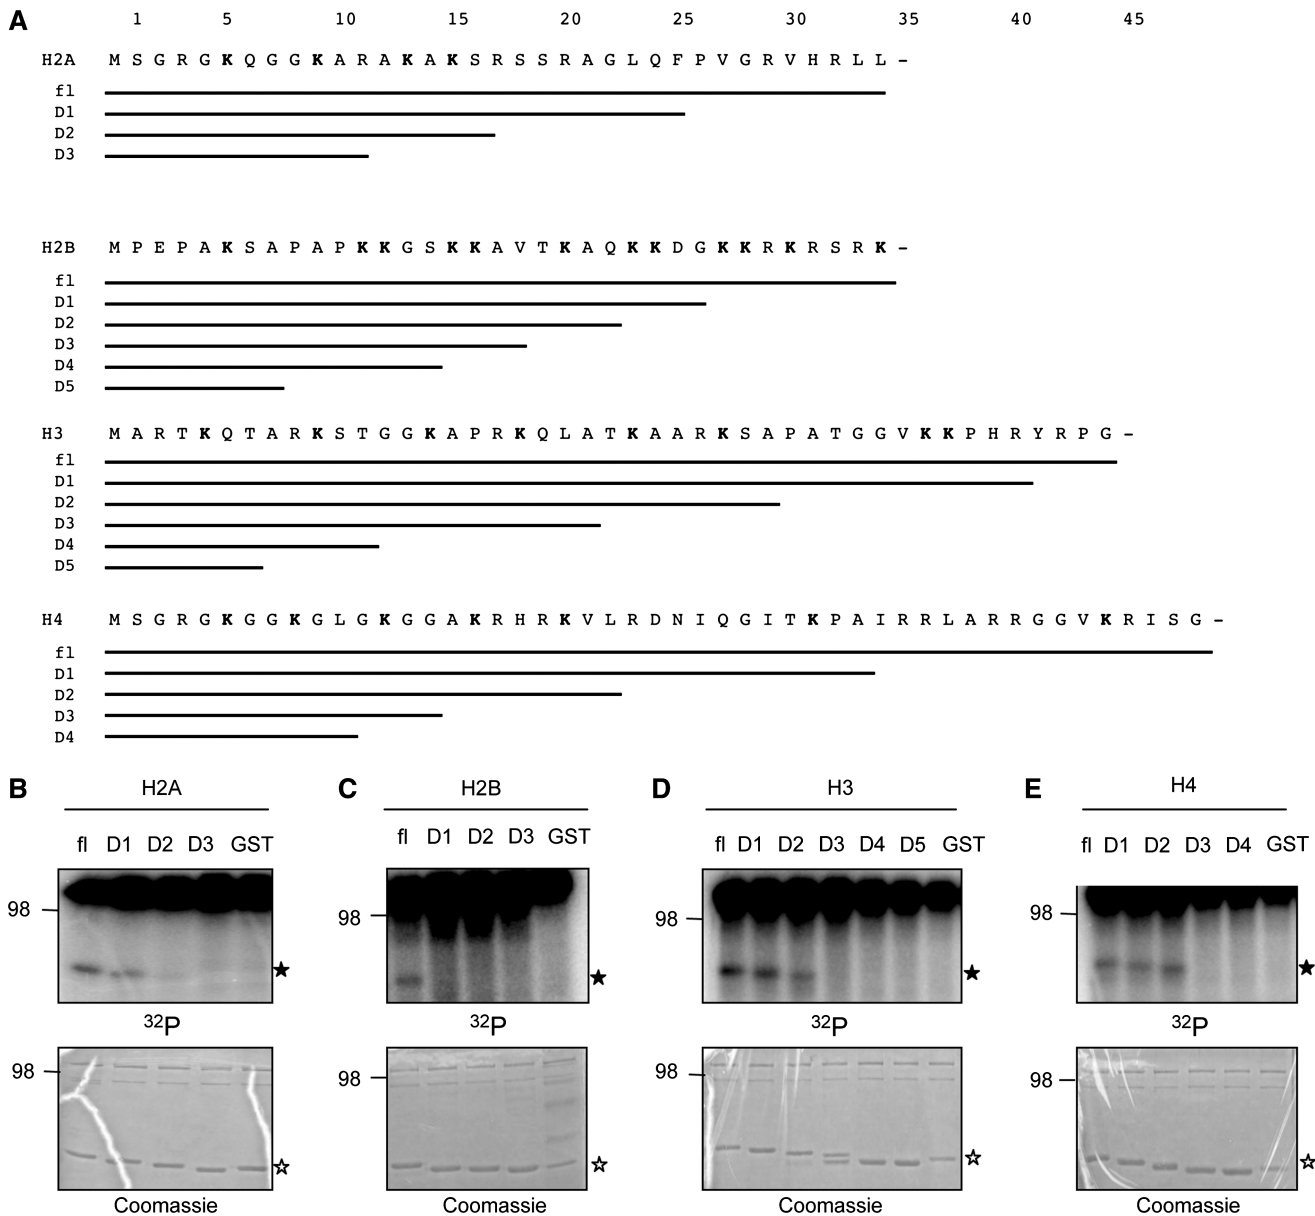 A
1 5 10 15 20 25 30 35 40 45
H2A M S G R G K Q G G K A R A K A K S R S S R A G L Q F P V G R V H R L L –
fl
D1
D2
D3
H2B M P E P A K S A P A P K K G S K K A V T K A Q K K D G K K R K R S R K –
fl
D1
D2
D3
D4
D5
H3 M A R T K Q T A R K S T G G K A P R K Q L A T K A A R K S A P A T G G V K K P H R Y R P G –
fl
D1
D2
D3
D4
D5
H4 M S G R G K G G K G L G K G G A K R H R K V L R D N I Q G I T K P A I R R L A R R G G V K R I S G –
fl
D1
D2
D3
D4
B H2A
fl D1 D2 D3 GST
98
★
32P
98
☆
Coomassie
C H2B
fl D1 D2 D3 GST
98
★
32P
98
☆
Coomassie
D H3
fl D1 D2 D3 D4 D5 GST
98
★
32P
98
☆
Coomassie
E H4
fl D1 D2 D3 D4 GST
98
★
32P
98
☆
Coomassie